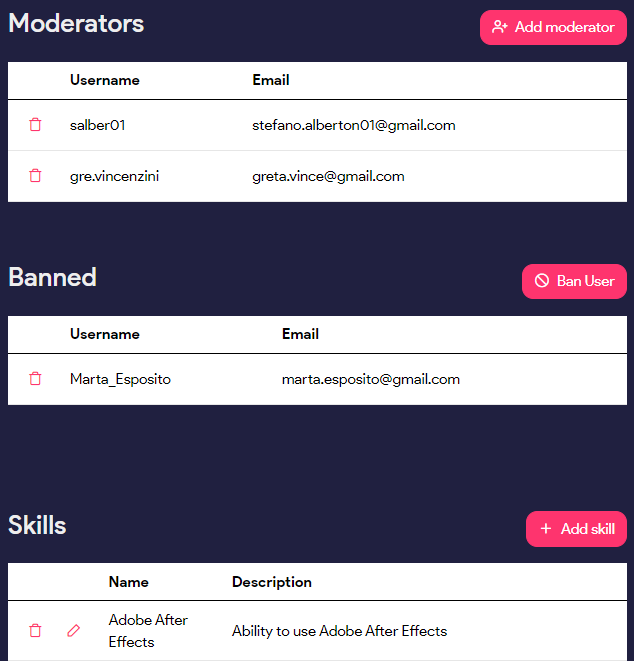 Moderators
Add moderator
Username Email
salber01 stefano.alberton01@gmail.com
gre.vincenzini greta.vince@gmail.com
Banned
Ban User
Username Email
Marta_Esposito marta.esposito@gmail.com
Skills
Add skill
Name Description
Adobe After
Effects
Ability to use Adobe After Effects